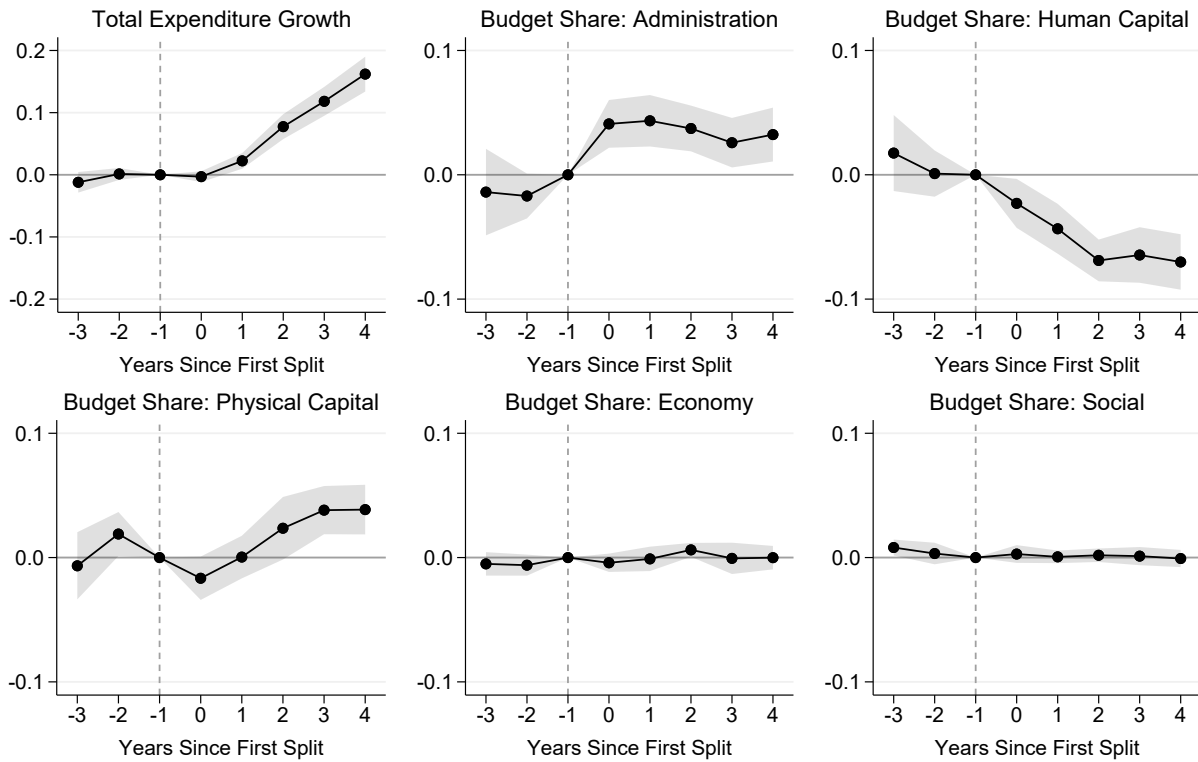 Total Expenditure Growth
0.2
0.1
0.0
-0.1
-0.2
-3 -2 -1 0 1 2 3 4
Years Since First Split
Budget Share: Administration
0.1
0.0
-0.1
-3 -2 -1 0 1 2 3 4
Years Since First Split
Budget Share: Human Capital
0.1
0.0
-0.1
-3 -2 -1 0 1 2 3 4
Years Since First Split
Budget Share: Physical Capital
0.1
0.0
-0.1
-3 -2 -1 0 1 2 3 4
Years Since First Split
Budget Share: Economy
0.1
0.0
-0.1
-3 -2 -1 0 1 2 3 4
Years Since First Split
Budget Share: Social
0.1
0.0
-0.1
-3 -2 -1 0 1 2 3 4
Years Since First Split